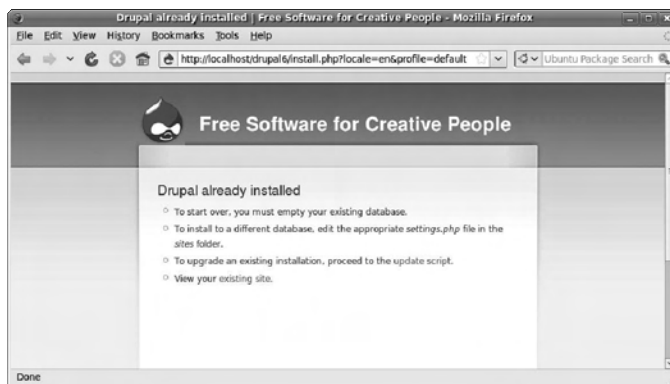 Drupal already installed | Free Software for Creative People - Mozilla Firefox
File Edit View History Bookmarks Tools Help
http://localhost/drupal6/install.php?locale=en&profile=default
Ubuntu Package Search
Free Software for Creative People
Drupal already installed
To start over, you must empty your existing database.
To install to a different database, edit the appropriate settings.php file in the
sites folder.
To upgrade an existing installation, proceed to the update script.
View your existing site.
Done